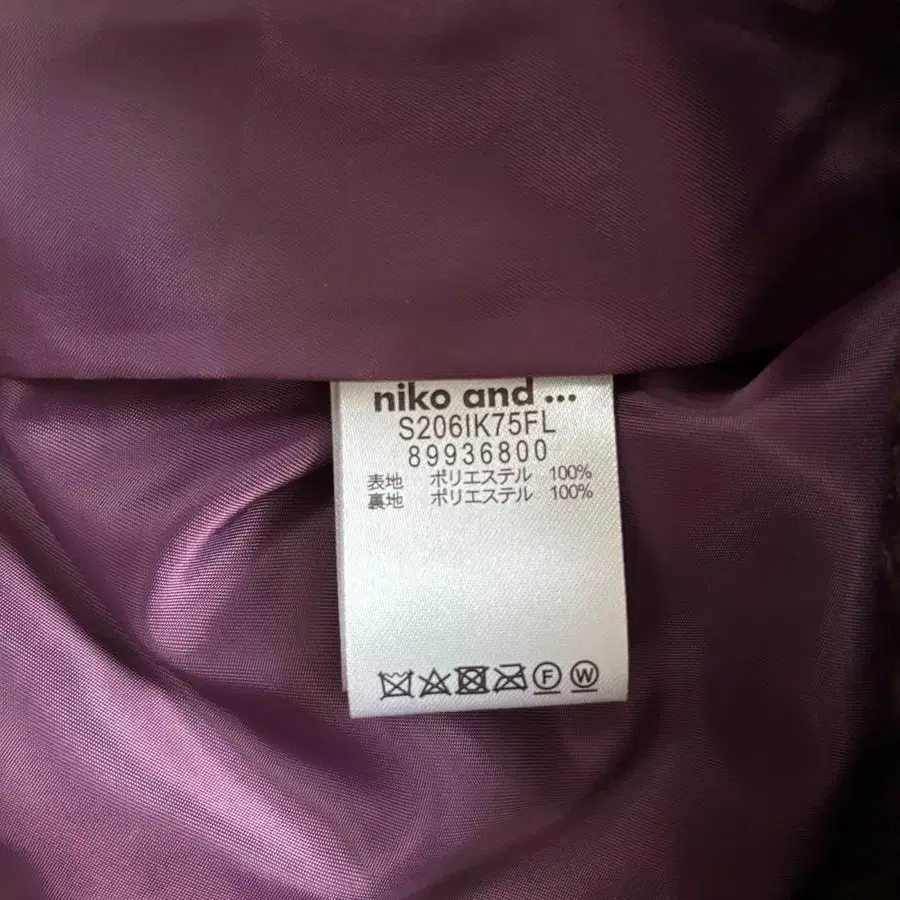 niko and ...
S206IK75FL
89936800
表地 ポリエステル 100%
裏地 ポリエステル 100%
F W